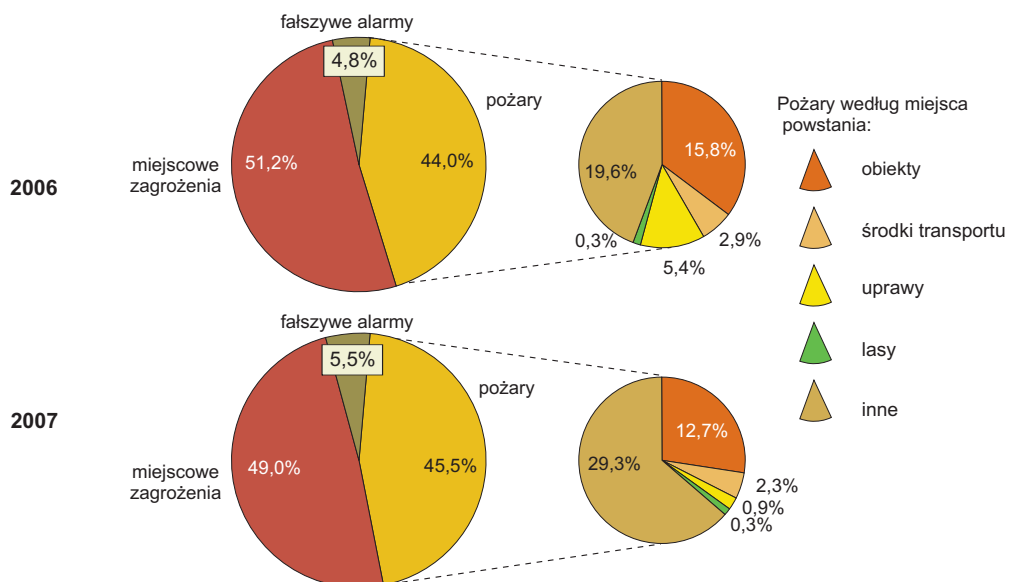 fałszywe alarmy
4,8%
pożary
miejscowe
zagrożenia
51,2%
44,0%
2006
15,8%
19,6%
0,3%
2,9%
5,4%
Pożary według miejsca
powstania:
obiekty
środki transportu
uprawy
lasy
inne
fałszywe alarmy
5,5%
pożary
2007
miejscowe
zagrożenia
49,0%
45,5%
12,7%
29,3%
2,3%
0,9%
0,3%